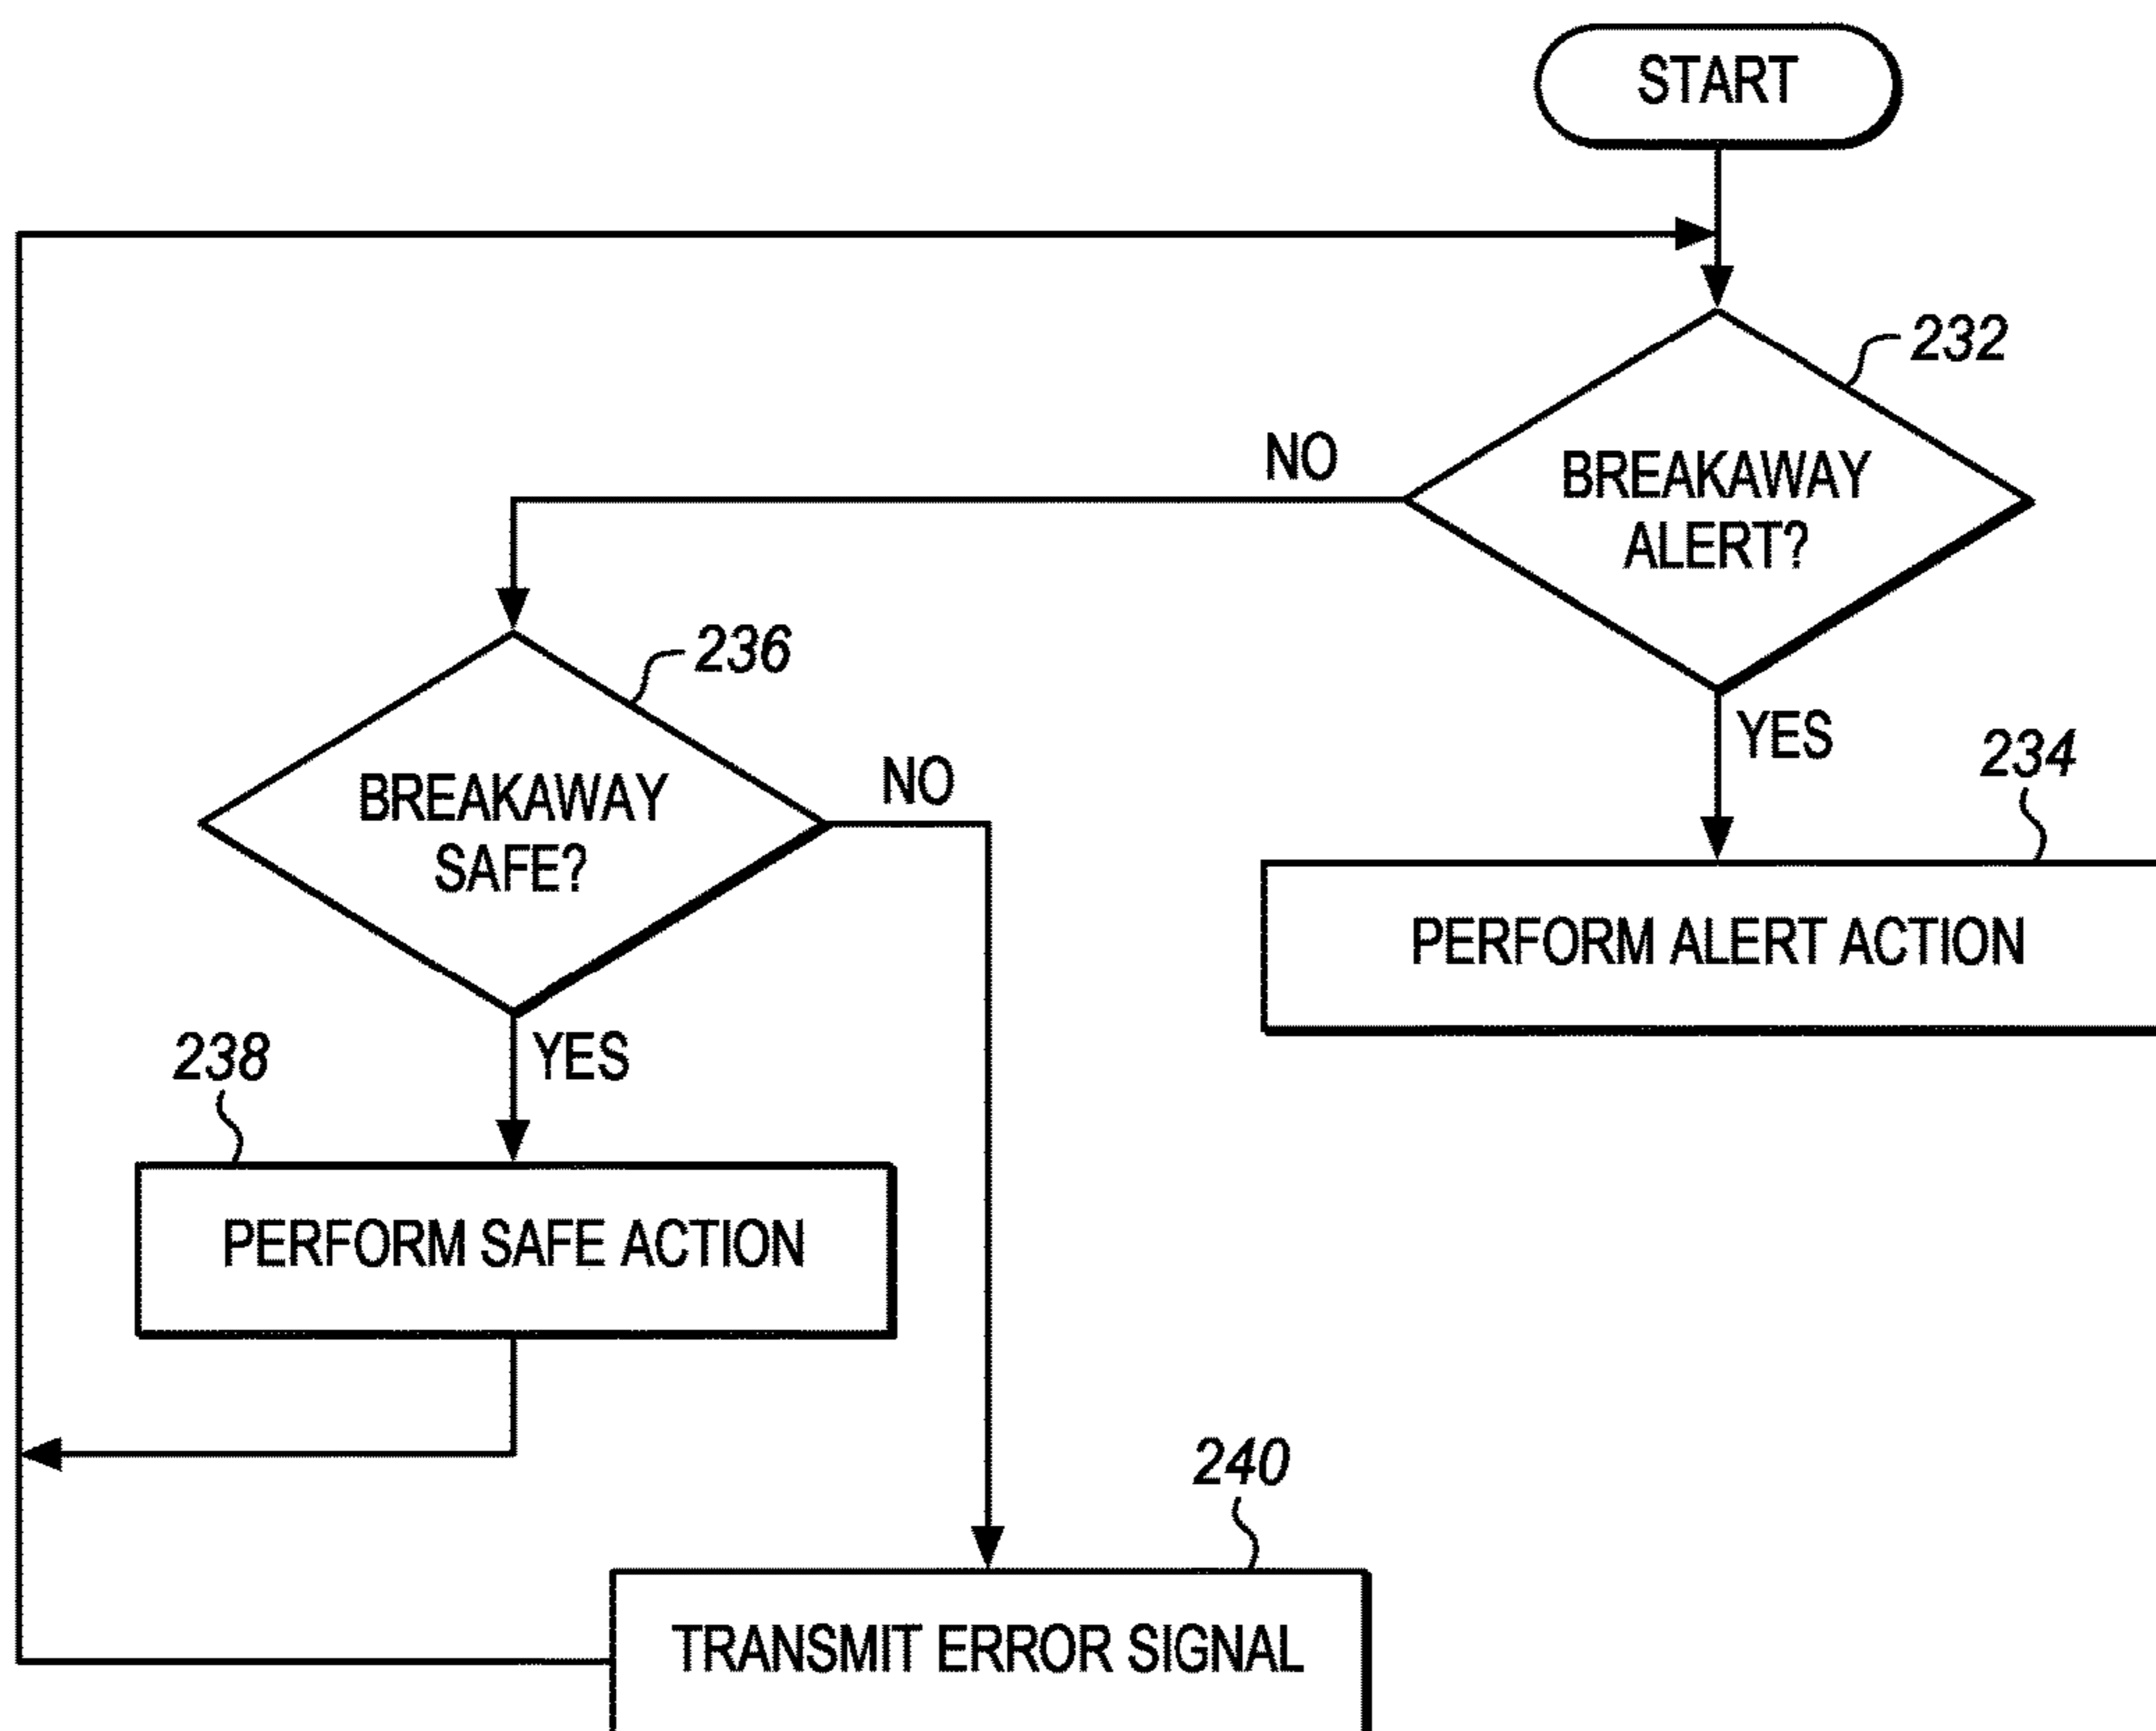 START
232
NO
BREAKAWAY
ALERT?
236
YES
234
BREAKAWAY
SAFE?
NO
PERFORM ALERT ACTION
238
YES
PERFORM SAFE ACTION
240
TRANSMIT ERROR SIGNAL